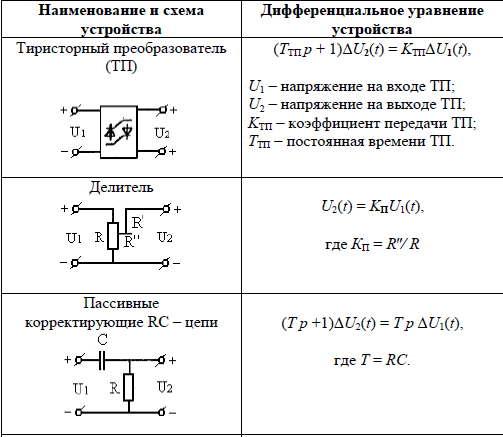 Наименование и схема
устройства
Дифференциальное уравнение
устройства
Тиристорный преобразователь
(ТП)
+
+
U1
U2
–
+
(TТП p + 1)ΔU2(t) = KТПΔU1(t),
U1 – напряжение на входе ТП;
U2 – напряжение на выходе ТП;
KТП – коэффициент передачи ТП;
TТП – постоянная времени ТП.
Делитель
+
+
R'
U1
R
R"
U2
–
–
U2(t) = KПU1(t),
где KП = R″/ R
Пассивные
корректирующие RC – цепи
C
+
+
U1
R
U2
–
–
(T p +1)ΔU2(t) = T p ΔU1(t),
где T = RC.